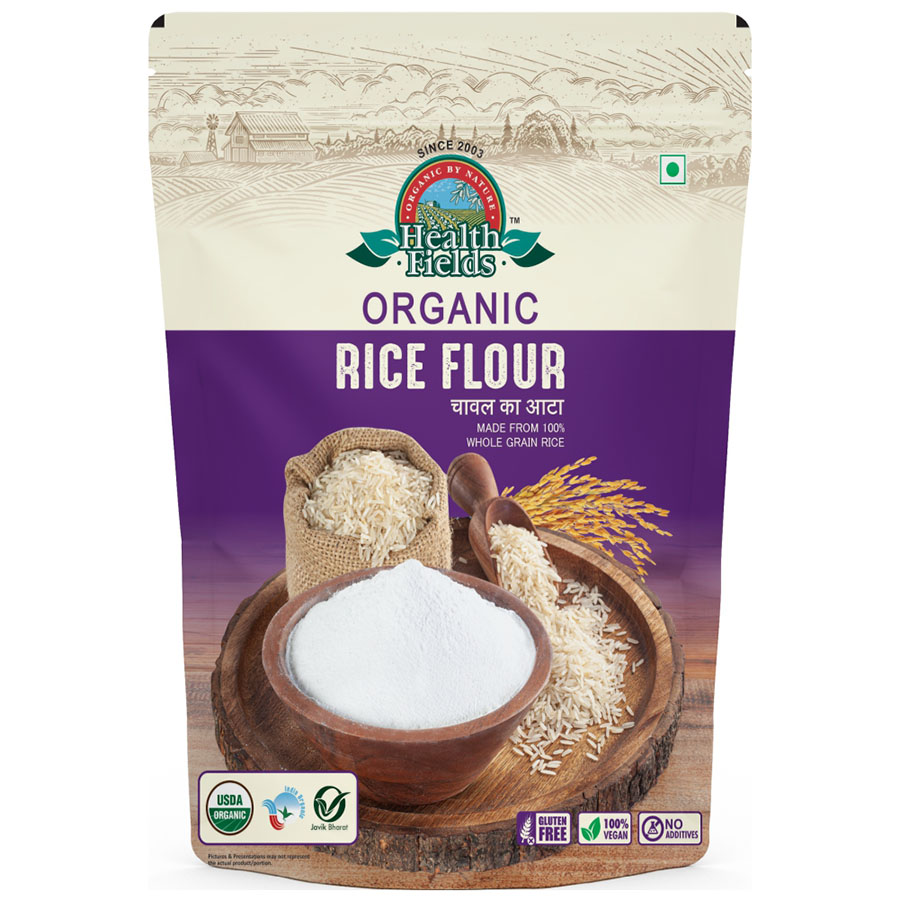 SINCE 2003
ORGANIC BY NATURE
Health
Fields
TM
ORGANIC
RICE FLOUR
चावल का आटा
MADE FROM 100%
WHOLE GRAIN RICE
USDA
ORGANIC
India Organic
Jaivik Bharat
GLUTEN
FREE
100%
VEGAN
NO
ADDITIVES
Pictures & Presentations may not represent
the actual product/portion.